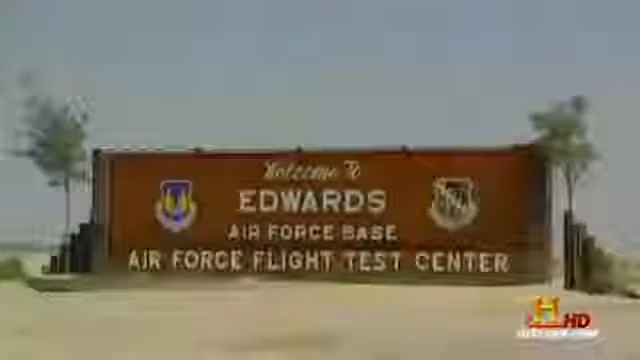 Welcome To
EDWARDS
AIR FORCE BASE
AIR FORCE FLIGHT TEST CENTER
H HD